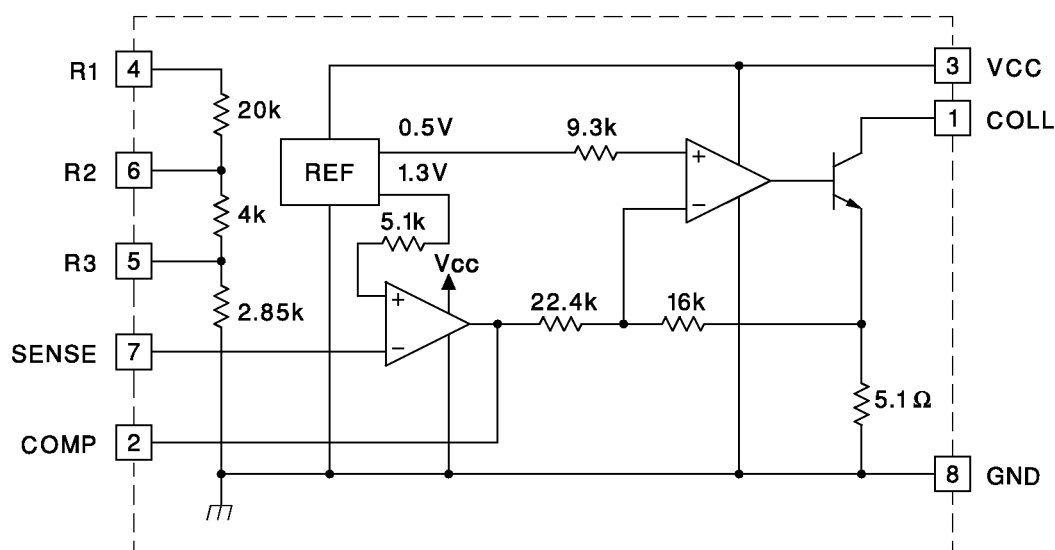 R1 4
20k
R2 6
4k
R3 5
2.85k
SENSE 7
COMP 2
REF
0.5V
1.3V
5.1k
VCC
+
−
9.3k
+
−
22.4k
16k
5.1 Ω
3 VCC
1 COLL
8 GND